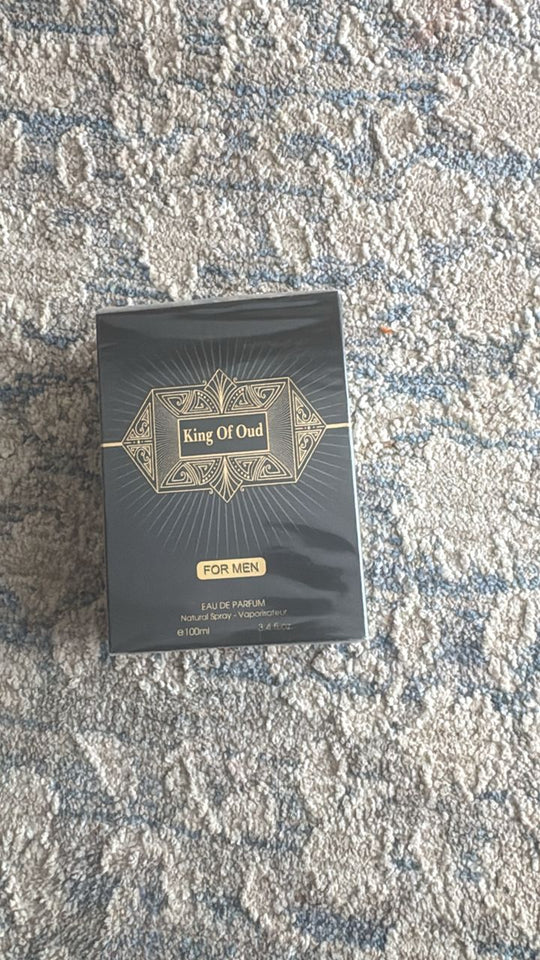 King Of Oud
FOR MEN
EAU DE PARFUM
Natural Spray - Vaporisateur
e100ml 3.4 fl.oz.